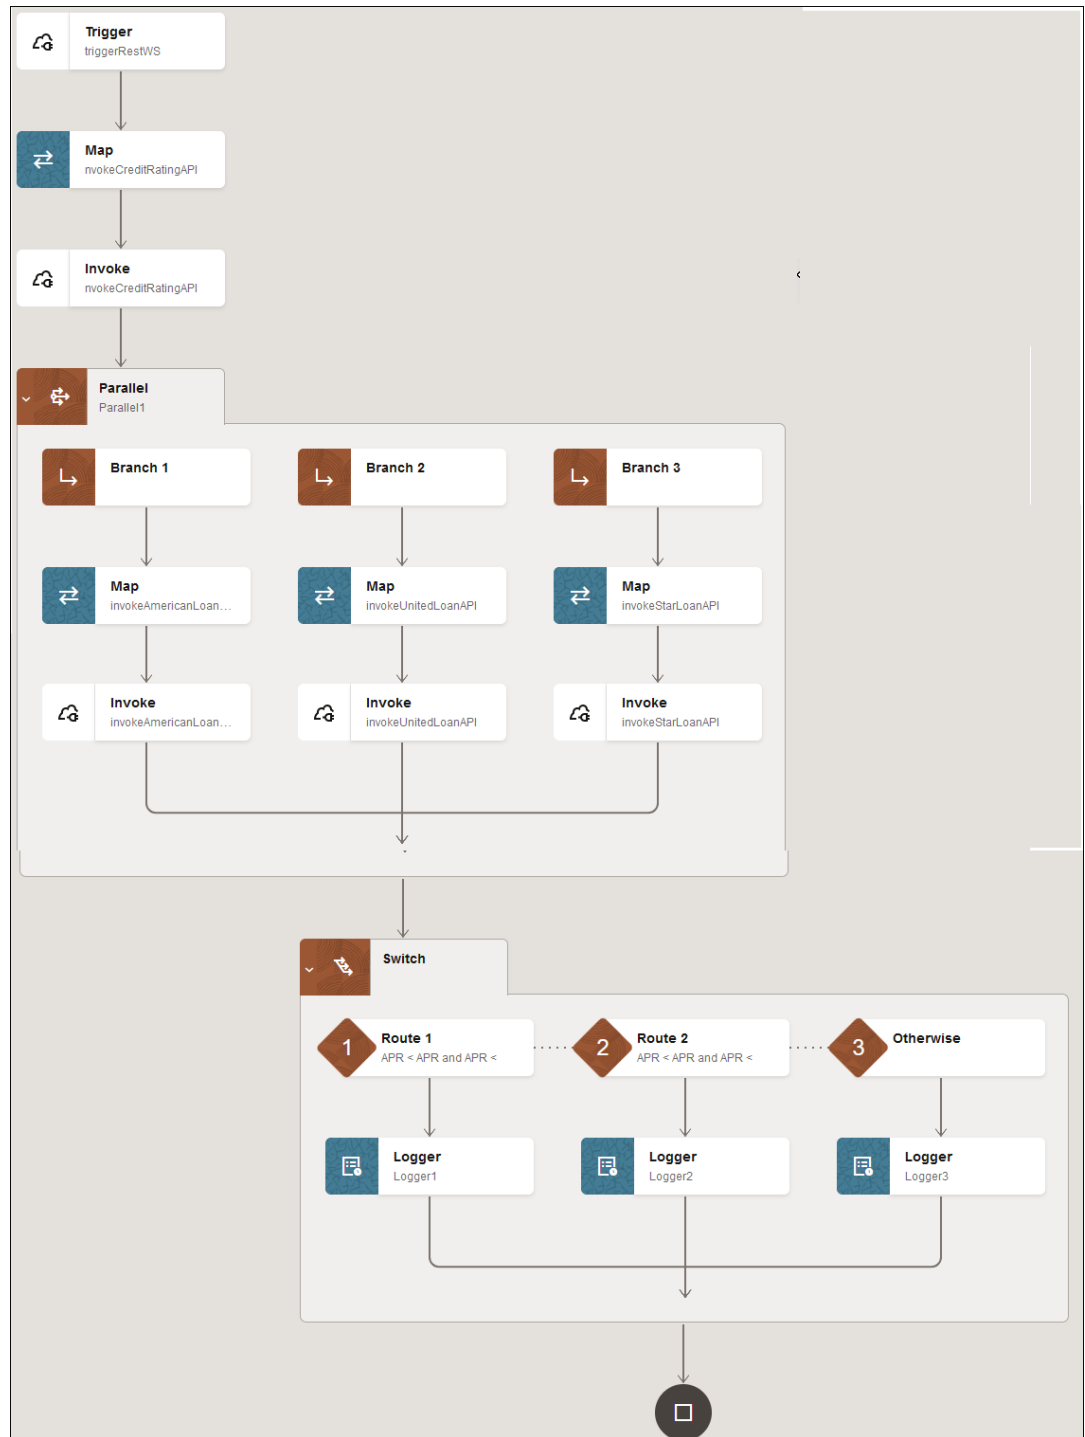 Trigger
triggerRestWS
Map
nvokeCreditRatingAPI
Invoke
nvokeCreditRatingAPI
Parallel
Parallel1
Branch 1
Branch 2
Branch 3
Map
invokeAmericanLoan...
Map
invokeUnitedLoanAPI
Map
invokeStarLoanAPI
Invoke
invokeAmericanLoan...
Invoke
invokeUnitedLoanAPI
Invoke
invokeStarLoanAPI
Switch
1
Route 1
APR < APR and APR <
2
Route 2
APR < APR and APR <
3
Otherwise
Logger
Logger1
Logger
Logger2
Logger
Logger3